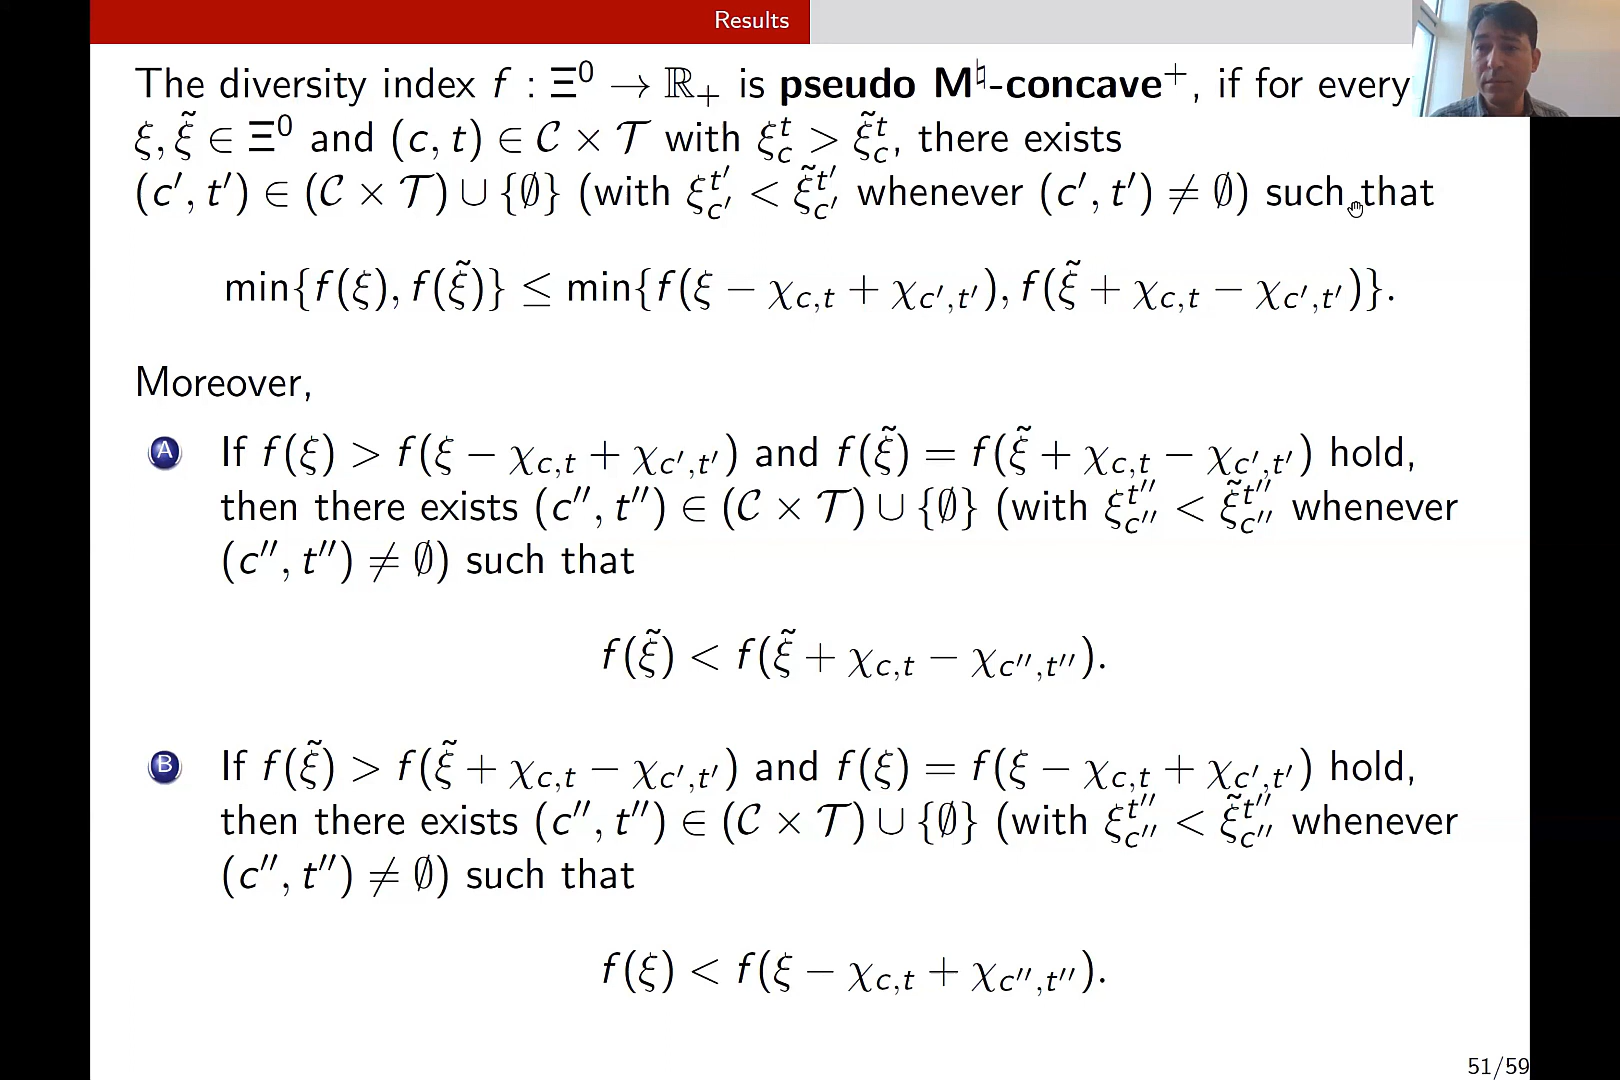 Results
The diversity index f : Ξ⁰ → ℝ₊ is pseudo M♮-concave⁺, if for every
ξ, ξ̃ ∈ Ξ⁰ and (c, t) ∈ 𝒞 × 𝒯 with ξ_c^t > ξ̃_c^t, there exists
(c′, t′) ∈ (𝒞 × 𝒯) ∪ {∅} (with ξ_{c′}^{t′} < ξ̃_{c′}^{t′} whenever (c′, t′) ≠ ∅) such that
min{f(ξ), f(ξ̃)} ≤ min{f(ξ − χ_{c,t} + χ_{c′,t′}), f(ξ̃ + χ_{c,t} − χ_{c′,t′})}.
Moreover,
A If f(ξ) > f(ξ − χ_{c,t} + χ_{c′,t′}) and f(ξ̃) = f(ξ̃ + χ_{c,t} − χ_{c′,t′}) hold,
then there exists (c″, t″) ∈ (𝒞 × 𝒯) ∪ {∅} (with ξ_{c″}^{t″} < ξ̃_{c″}^{t″} whenever
(c″, t″) ≠ ∅) such that
f(ξ̃) < f(ξ̃ + χ_{c,t} − χ_{c″,t″}).
B If f(ξ̃) > f(ξ̃ + χ_{c,t} − χ_{c′,t′}) and f(ξ) = f(ξ − χ_{c,t} + χ_{c′,t′}) hold,
then there exists (c″, t″) ∈ (𝒞 × 𝒯) ∪ {∅} (with ξ_{c″}^{t″} < ξ̃_{c″}^{t″} whenever
(c″, t″) ≠ ∅) such that
f(ξ) < f(ξ − χ_{c,t} + χ_{c″,t″}).
51/59